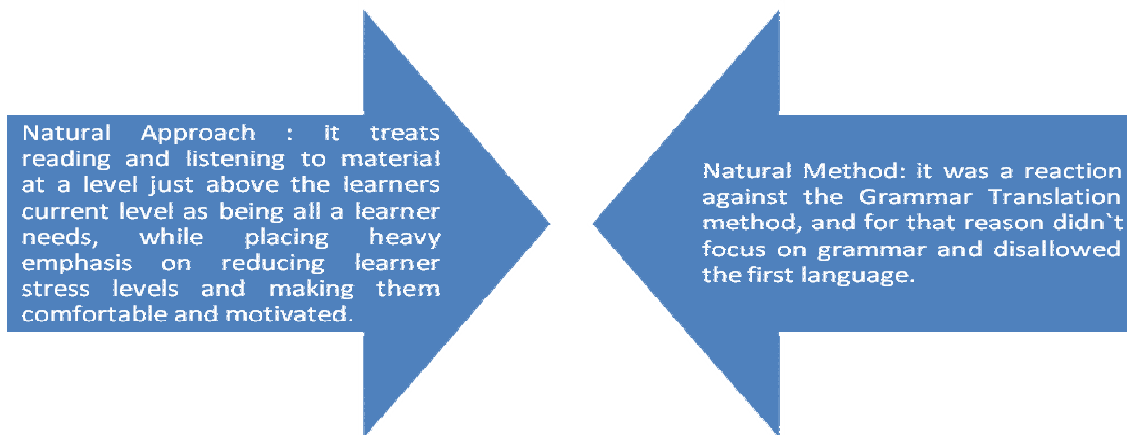 Natural Approach : it treats
reading and listening to material
at a level just above the learners
current level as being all a learner
needs, while placing heavy
emphasis on reducing learner
stress levels and making them
comfortable and motivated.
Natural Method: it was a reaction
against the Grammar Translation
method, and for that reason didn`t
focus on grammar and disallowed
the first language.